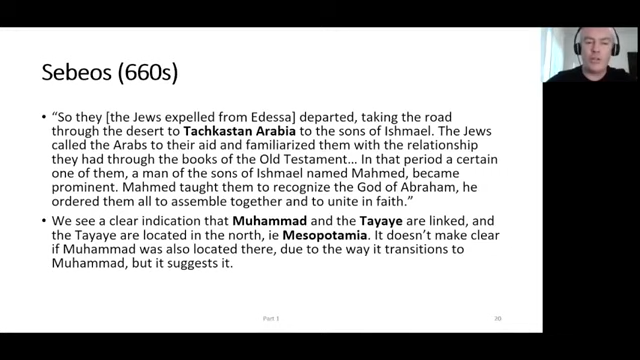 Sebeos (660s)
• “So they [the Jews expelled from Edessa] departed, taking the road
through the desert to Tachkastan Arabia to the sons of Ishmael. The Jews
called the Arabs to their aid and familiarized them with the relationship
they had through the books of the Old Testament… In that period a certain
one of them, a man of the sons of Ishmael named Mahmed, became
prominent. Mahmed taught them to recognize the God of Abraham, he
ordered them all to assemble together and to unite in faith.”
• We see a clear indication that Muhammad and the Tayaye are linked, and
the Tayaye are located in the north, ie Mesopotamia. It doesn’t make clear
if Muhammad was also located there, due to the way it transitions to
Muhammad, but it suggests it.
Part 1
20